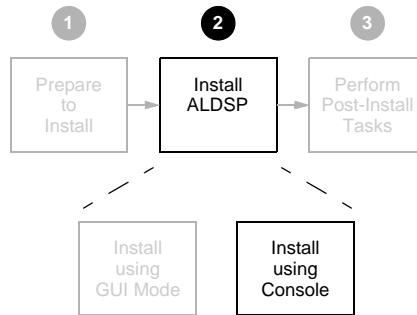 1
2
3
Prepare
to
Install
Install
ALDSP
Perform
Post-Install
Tasks
Install
using
GUI Mode
Install
using
Console